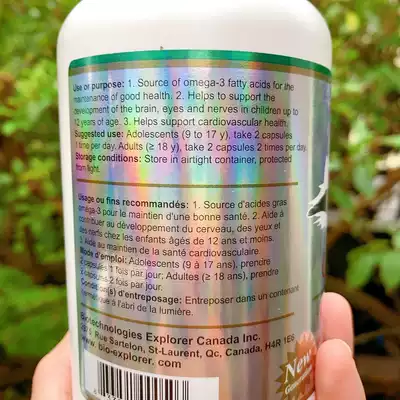 Use or purpose: 1. Source of omega-3 fatty acids for the
maintenance of good health. 2. Helps to support the
development of the brain, eyes and nerves in children up to
12 years of age. 3. Helps support cardiovascular health.
Suggested use: Adolescents (9 to 17 y), take 2 capsules
1 time per day. Adults (≥ 18 y), take 2 capsules 2 times per day.
Storage conditions: Store in airtight container, protected
from light.
Usage ou fins recommandés: 1. Source d'acides gras
oméga-3 pour le maintien d'une bonne santé. 2. Aide à
contribuer au développement du cerveau, des yeux et
des nerfs chez les enfants âgés de 12 ans et moins.
3. Aide au maintien de la santé cardiovasculaire
Mode d'emploi: Adolescents (9 à 17 ans), prendre
2 capsules 1 fois par jour; Adultes (≥ 18 ans), prendre
capsules 2 fois par jour.
Condition(s) d'entreposage: Entreposer dans un contenant
hermétique à l'abri de la lumière.
Biotechnologies Explorer Canada Inc.
Rue Sartelon, St-Laurent, Qc, Canada, H4R 1E6
www.bio-explorer.com
New